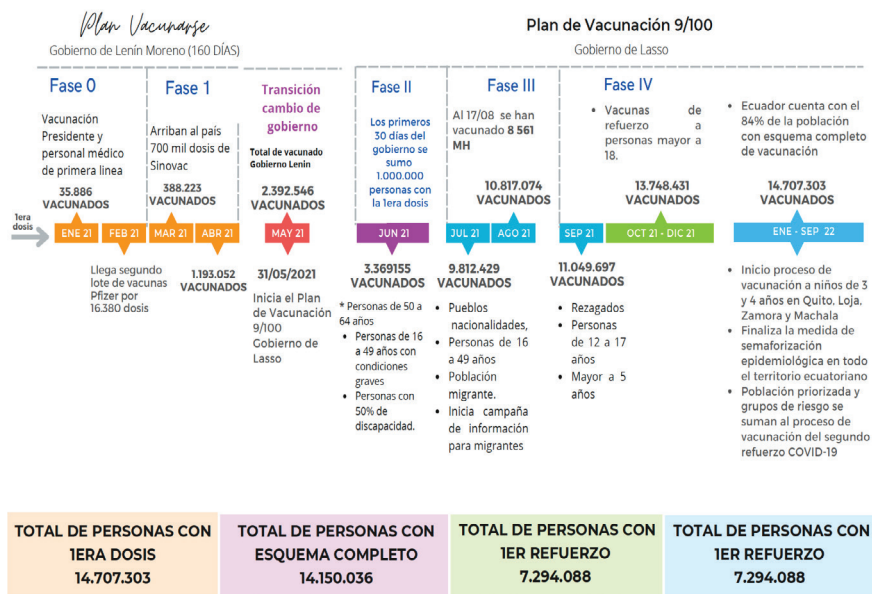 Plan Vacunarse
Gobierno de Lenín Moreno (160 DÍAS)
Plan de Vacunación 9/100
Gobierno de Lasso
Fase 0
Vacunación
Presidente y
personal médico
de primera linea
35.886
VACUNADOS
Fase 1
Arriban al país
700 mil dosis de
Sinovac
388.223
VACUNADOS
Transición
cambio de
gobierno
Total de vacunado
Gobierno Lenin
2.392.546
VACUNADOS
Fase II
Los primeros
30 días del
gobierno se
sumo
1.000.000
personas con
la 1era dosis
Fase III
Al 17/08 se han
vacunado 8 561
MH
10.817.074
VACUNADOS
Fase IV
• Vacunas de
refuerzo a
personas mayor a
18.
13.748.431
VACUNADOS
• Ecuador cuenta con el
84% de la población
con esquema completo
de vacunación
14.707.303
VACUNADOS
1era
dosis
ENE 21
FEB 21
MAR 21
ABR 21
MAY 21
JUN 21
JUL 21
AGO 21
SEP 21
OCT 21 - DIC 21
ENE - SEP 22
Llega segundo
lote de vacunas
Pfizer por
16.380 dosis
1.193.052
VACUNADOS
31/05/2021
Inicia el Plan
de Vacunación
9/100
Gobierno de
Lasso
3.369155
VACUNADOS
* Personas de 50 a
64 años
• Personas de 16
a 49 años con
condiciones
graves
• Personas con
50% de
discapacidad.
9.812.429
VACUNADOS
• Pueblos
nacionalidades,
• Personas de 16
a 49 años
• Población
migrante.
• Inicia campaña
de información
para migrantes
11.049.697
VACUNADOS
• Rezagados
• Personas
de 12 a 17
años
• Mayor a 5
años
• Inicio proceso de
vacunación a niños de 3
y 4 años en Quito, Loja,
Zamora y Machala
• Finaliza la medida de
semaforización
epidemiológica en todo
el territorio ecuatoriano
• Población priorizada y
grupos de riesgo se
suman al proceso de
vacunación del segundo
refuerzo COVID-19
TOTAL DE PERSONAS CON
1ERA DOSIS
14.707.303
TOTAL DE PERSONAS CON
ESQUEMA COMPLETO
14.150.036
TOTAL DE PERSONAS CON
1ER REFUERZO
7.294.088
TOTAL DE PERSONAS CON
1ER REFUERZO
7.294.088